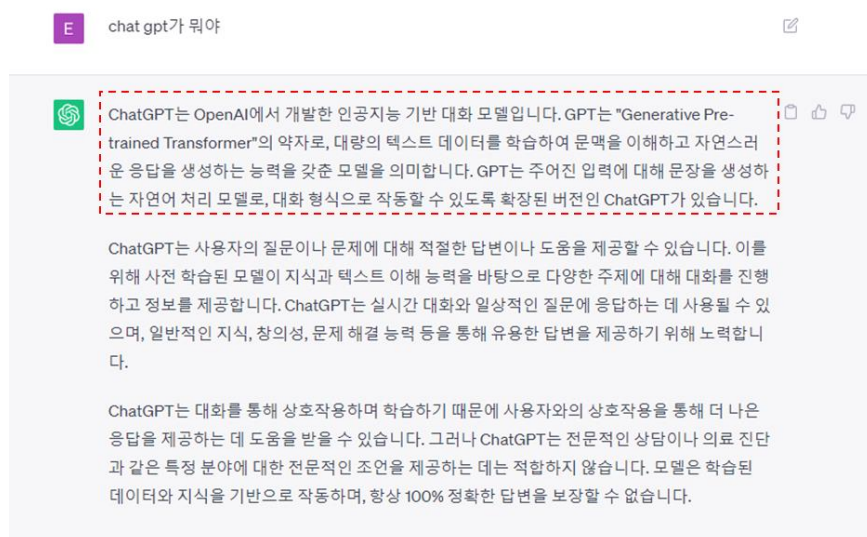 E
chat gpt가 뭐야
ChatGPT는 OpenAI에서 개발한 인공지능 기반 대화 모델입니다. GPT는 "Generative Pre-
trained Transformer"의 약자로, 대량의 텍스트 데이터를 학습하여 문맥을 이해하고 자연스러
운 응답을 생성하는 능력을 갖춘 모델을 의미합니다. GPT는 주어진 입력에 대해 문장을 생성하
는 자연어 처리 모델로, 대화 형식으로 작동할 수 있도록 확장된 버전인 ChatGPT가 있습니다.
ChatGPT는 사용자의 질문이나 문제에 대해 적절한 답변이나 도움을 제공할 수 있습니다. 이를
위해 사전 학습된 모델이 지식과 텍스트 이해 능력을 바탕으로 다양한 주제에 대해 대화를 진행
하고 정보를 제공합니다. ChatGPT는 실시간 대화와 일상적인 질문에 응답하는 데 사용될 수 있
으며, 일반적인 지식, 창의성, 문제 해결 능력 등을 통해 유용한 답변을 제공하기 위해 노력합니
다.
ChatGPT는 대화를 통해 상호작용하며 학습하기 때문에 사용자와의 상호작용을 통해 더 나은
응답을 제공하는 데 도움을 받을 수 있습니다. 그러나 ChatGPT는 전문적인 상담이나 의료 진단
과 같은 특정 분야에 대한 전문적인 조언을 제공하는 데는 적합하지 않습니다. 모델은 학습된
데이터와 지식을 기반으로 작동하며, 항상 100% 정확한 답변을 보장할 수 없습니다.